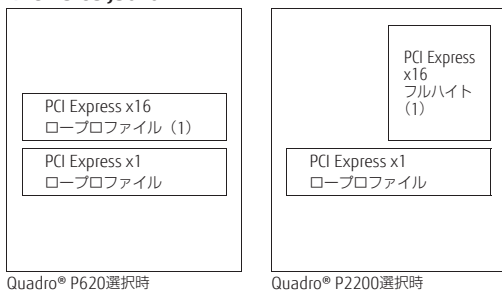 PCI Express x16
ロープロファイル（1）
PCI Express x1
ロープロファイル
Quadro® P620選択時
PCI Express
x16
フルハイト
（1）
PCI Express x1
ロープロファイル
Quadro® P2200選択時